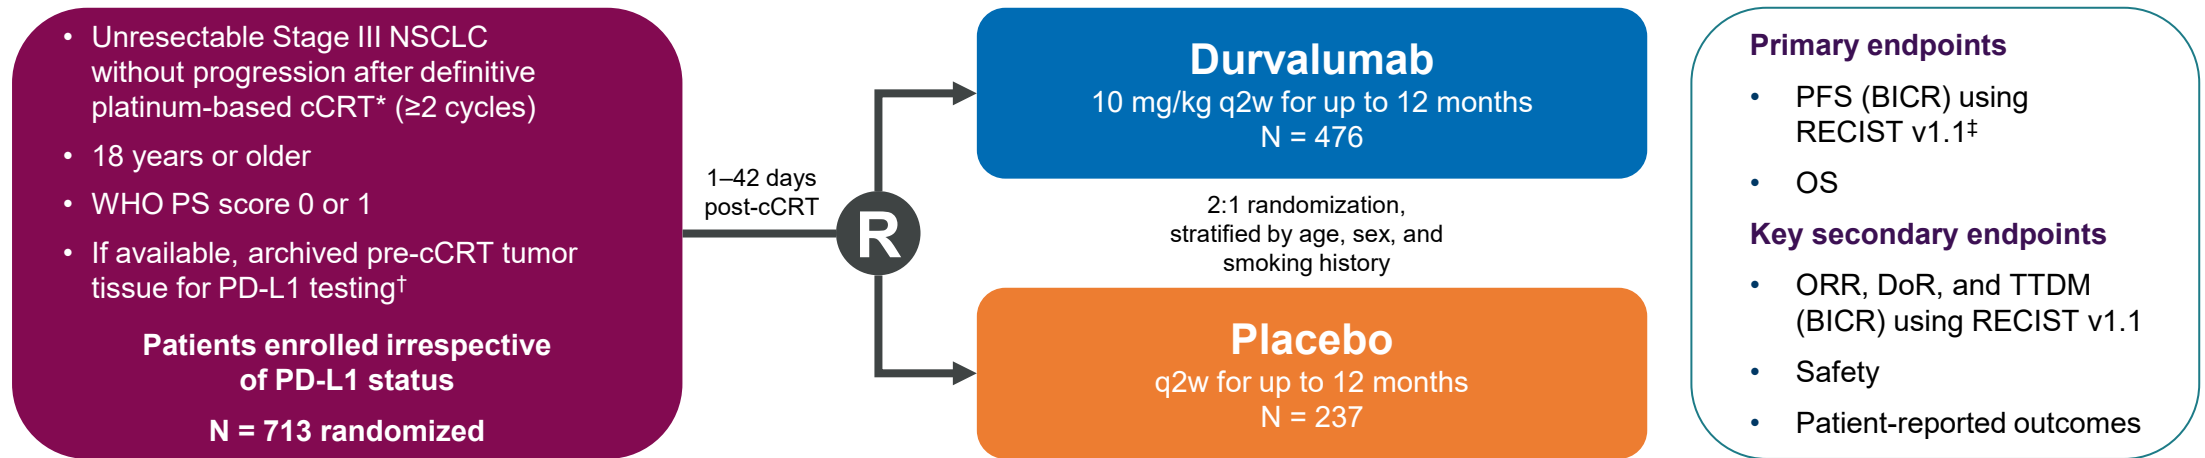 • Unresectable Stage III NSCLC
without progression after definitive
platinum-based cCRT* (≥2 cycles)
• 18 years or older
• WHO PS score 0 or 1
• If available, archived pre-cCRT tumor
tissue for PD-L1 testing†
Patients enrolled irrespective
of PD-L1 status
N = 713 randomized
1–42 days
post-cCRT
R
Durvalumab
10 mg/kg q2w for up to 12 months
N = 476
2:1 randomization,
stratified by age, sex, and
smoking history
Placebo
q2w for up to 12 months
N = 237
Primary endpoints
• PFS (BICR) using
RECIST v1.1‡
• OS
Key secondary endpoints
• ORR, DoR, and TTDM
(BICR) using RECIST v1.1
• Safety
• Patient-reported outcomes